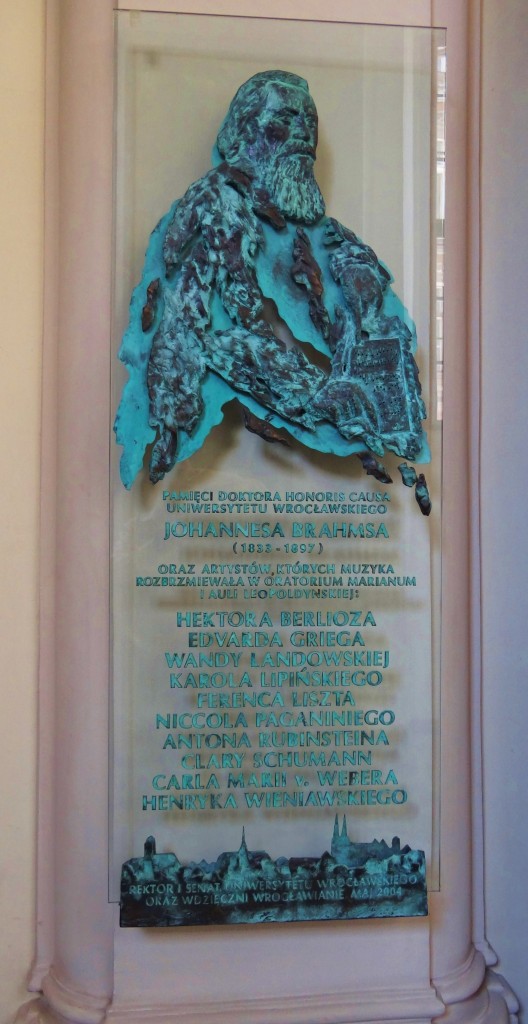 PAMIĘCI DOKTORA HONORIS CAUSA
UNIWERSYTETU WROCŁAWSKIEGO
JOHANNESA BRAHMSA
(1833 - 1897)
ORAZ ARTYSTÓW, KTÓRYCH MUZYKA
ROZBRZMIEWAŁA W ORATORIUM MARIANUM
I AULI LEOPOLDYŃSKIEJ:
HEKTORA BERLIOZA
EDVARDA GRIEGA
WANDY LANDOWSKIEJ
KAROLA LIPIŃSKIEGO
FERENCA LISZTA
NICCOLA PAGANINIEGO
ANTONA RUBINSTEINA
CLARY SCHUMANN
CARLA MARII v. WEBERA
HENRYKA WIENIAWSKIEGO
REKTOR I SENAT UNIWERSYTETU WROCŁAWSKIEGO
ORAZ WDZIĘCZNI WROCŁAWIANIE MAJ 2004